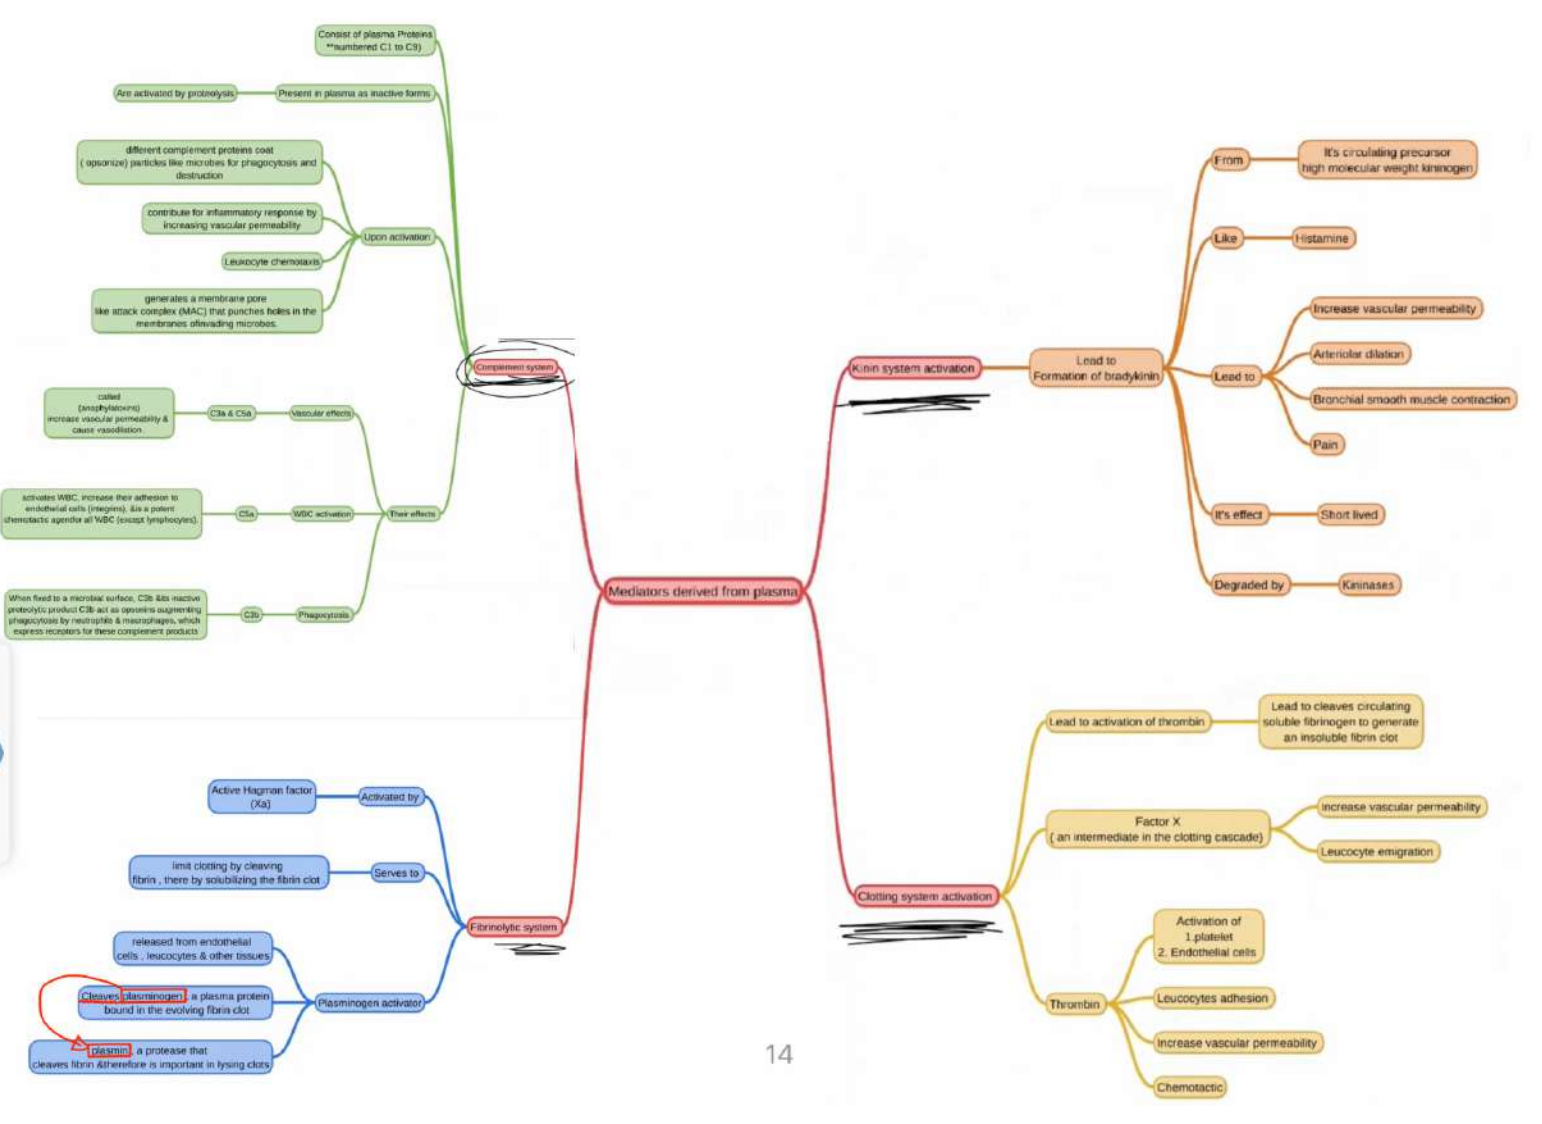 Consist of plasma Proteins
**numbered C1 to C9)
Are activated by proteolysis
Present in plasma as inactive forms
different complement proteins coat
( opsonize) particles like microbes for phagocytosis and
destruction
contribute for inflammatory response by
increasing vascular permeability
Leukocyte chemotaxis
generates a membrane pore
like attack complex (MAC) that punches holes in the
membranes ofinvading microbes.
Upon activation
Complement system
called
(anaphylatoxins)
increase vascular permeability &
cause vasodilation .
C3a & C5a
Vascular effects
activates WBC, increase their adhesion to
endothelial cells (integrins), &is a potent
chemotactic agendor all WBC (except lymphocytes).
C5a
WBC activation
Their effects
When fixed to a microbial surface, C3b &its inactive
proteolytic product C3b act as opsonins augmenting
phagocytosis by neutrophils & macrophages, which
express receptors for these complement products
C3b
Phagocytosis
Mediators derived from plasma
Kinin system activation
Lead to
Formation of bradykinin
From
It's circulating precursor
high molecular weight kininogen
Like
Histamine
Lead to
Increase vascular permeability
Arteriolar dilation
Bronchial smooth muscle contraction
Pain
It's effect
Short lived
Degraded by
Kininases
Active Hagman factor
(Xa)
Activated by
limit clotting by cleaving
fibrin , there by solubilizing the fibrin clot
Serves to
Fibrinolytic system
released from endothelial
cells , leucocytes & other tissues
Cleaves plasminogen , a plasma protein
bound in the evolving fibrin clot
plasmin , a protease that
cleaves fibrin &therefore is important in lysing clots
Plasminogen activator
Clotting system activation
Lead to activation of thrombin
Lead to cleaves circulating
soluble fibrinogen to generate
an insoluble fibrin clot
Factor X
( an intermediate in the clotting cascade)
Increase vascular permeability
Leucocyte emigration
Thrombin
Activation of
1.platelet
2. Endothelial cells
Leucocytes adhesion
Increase vascular permeability
Chemotactic
14